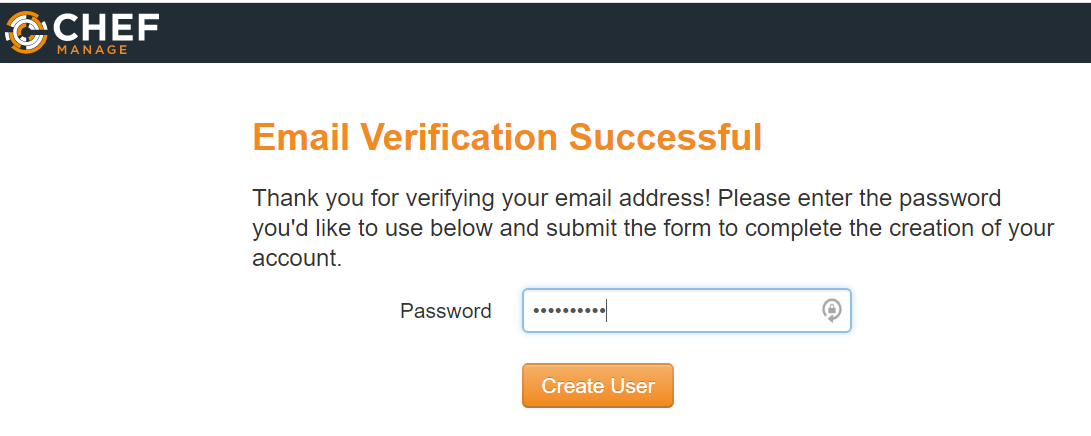 CHEF
MANAGE
Email Verification Successful
Thank you for verifying your email address! Please enter the password
you'd like to use below and submit the form to complete the creation of your
account.
Password
••••••••••
Create User